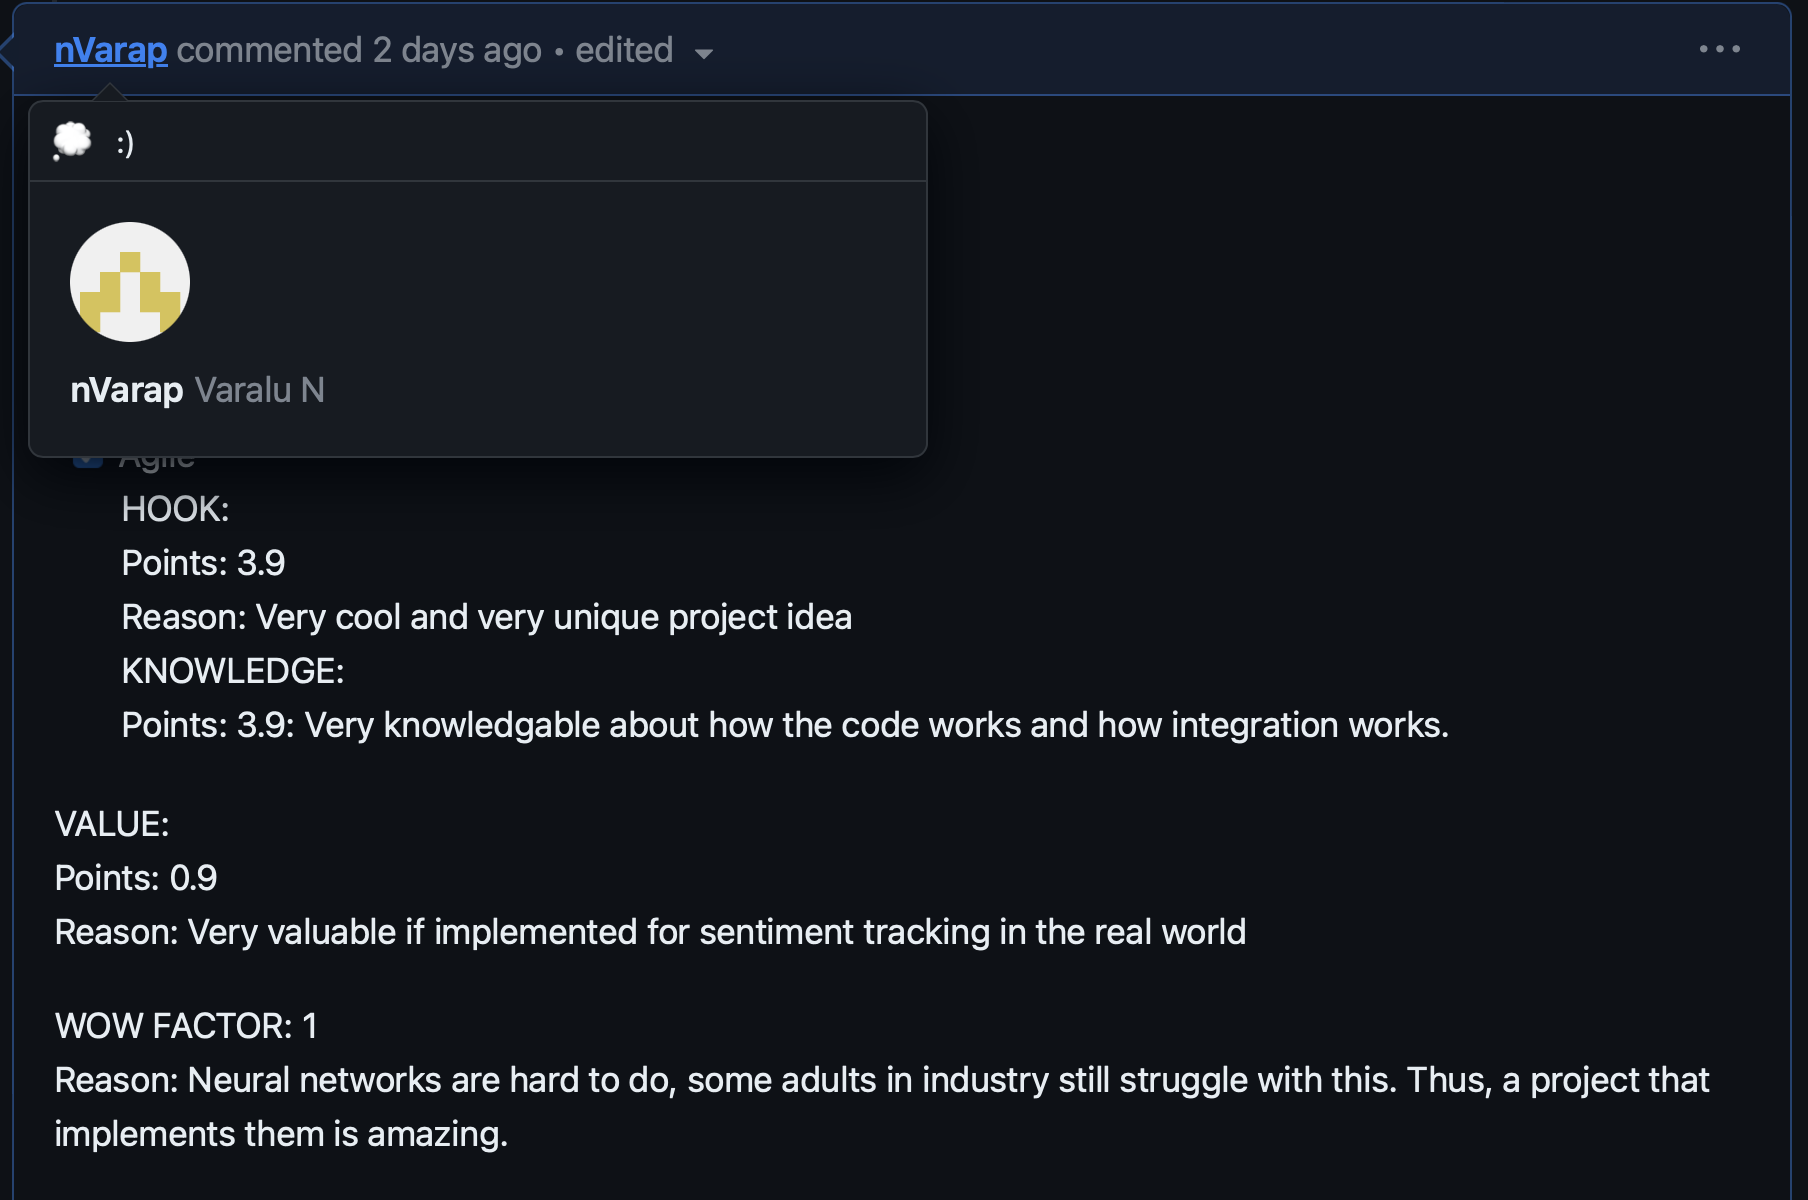 nVarap commented 2 days ago • edited
:)
nVarap Varalu N
Agile
HOOK:
Points: 3.9
Reason: Very cool and very unique project idea
KNOWLEDGE:
Points: 3.9: Very knowledgable about how the code works and how integration works.
VALUE:
Points: 0.9
Reason: Very valuable if implemented for sentiment tracking in the real world
WOW FACTOR: 1
Reason: Neural networks are hard to do, some adults in industry still struggle with this. Thus, a project that
implements them is amazing.